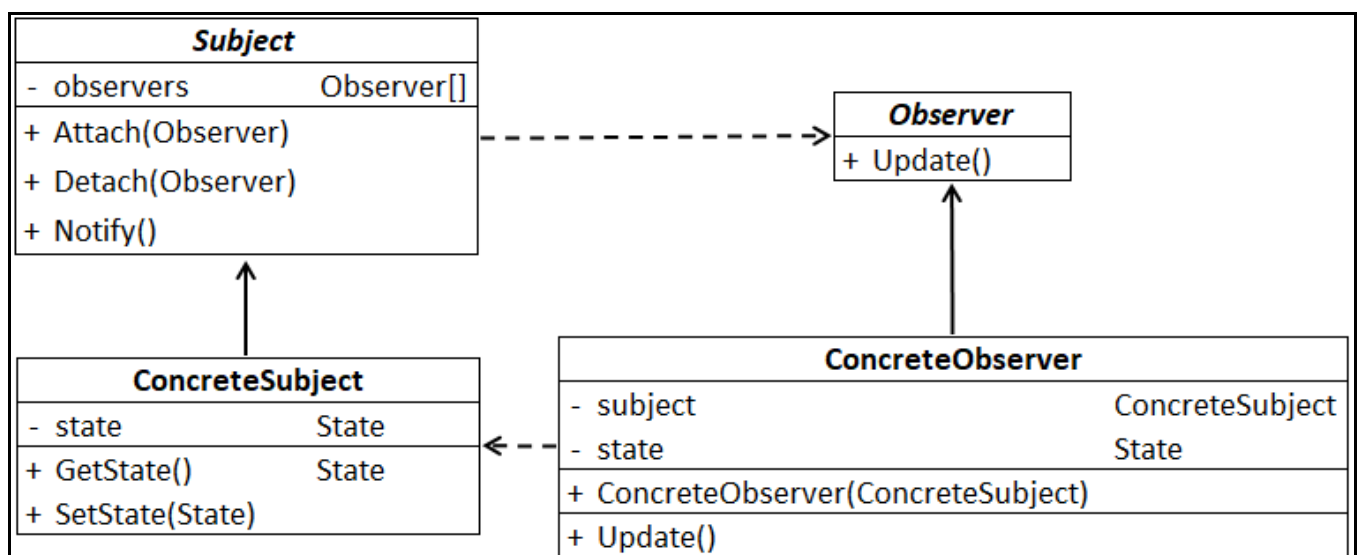 Subject
- observers Observer[]
+ Attach(Observer)
+ Detach(Observer)
+ Notify()
Observer
+ Update()
ConcreteSubject
- state State
+ GetState() State
+ SetState(State)
ConcreteObserver
- subject ConcreteSubject
- state State
+ ConcreteObserver(ConcreteSubject)
+ Update()